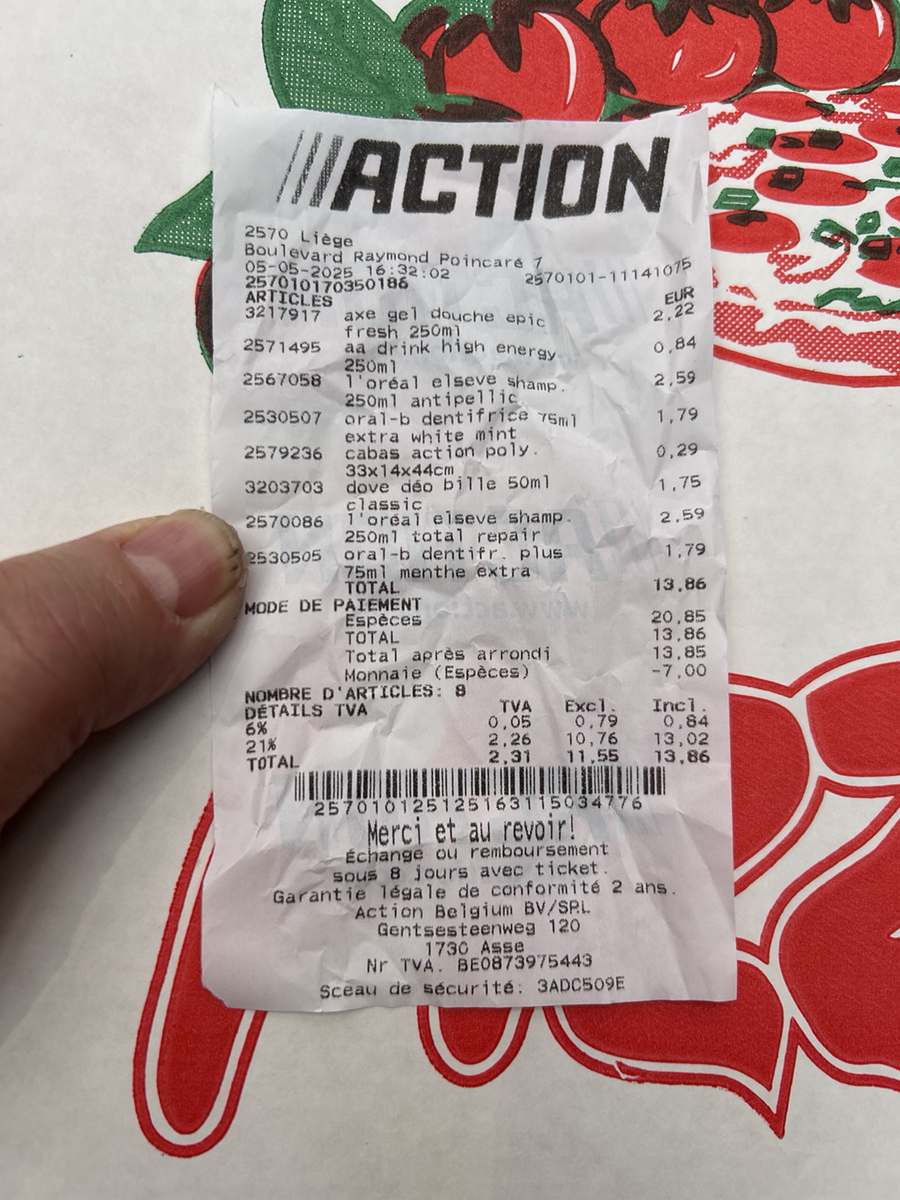 ACTION
2570 Liège
Boulevard Raymond Poincaré 7
05-05-2025 16:32:02 2570101-11141075
257010170350186
ARTICLES EUR
3217917 axe gel douche epic 2,22
fresh 250ml
2571495 aa drink high energy 0,84
250ml
2567058 l'oréal elseve shamp. 2,59
250ml antipellic
2530507 oral-b dentifrice 75ml 1,79
extra white mint
2579236 cabas action poly. 0,29
33x14x44cm
3203703 dove déo bille 50ml 1,75
classic
2570086 l'oréal elseve shamp. 2,59
250ml total repair
2530505 oral-b dentifr. plus 1,79
75ml menthe extra
TOTAL 13,86
MODE DE PAIEMENT
Espèces 20,85
TOTAL 13,86
Total après arrondi 13,85
Monnaie (Espèces) -7,00
NOMBRE D'ARTICLES: 8
DÉTAILS TVA TVA Excl. Incl.
6% 0,05 0,79 0,84
21% 2,26 10,76 13,02
TOTAL 2,31 11,55 13,86
257010125125163115034776
Merci et au revoir!
Échange ou remboursement
sous 8 jours avec ticket.
Garantie légale de conformité 2 ans.
Action Belgium BV/SRL
Gentsesteenweg 120
1730 Asse
Nr TVA. BE0873975443
Sceau de sécurité: 3ADC509E